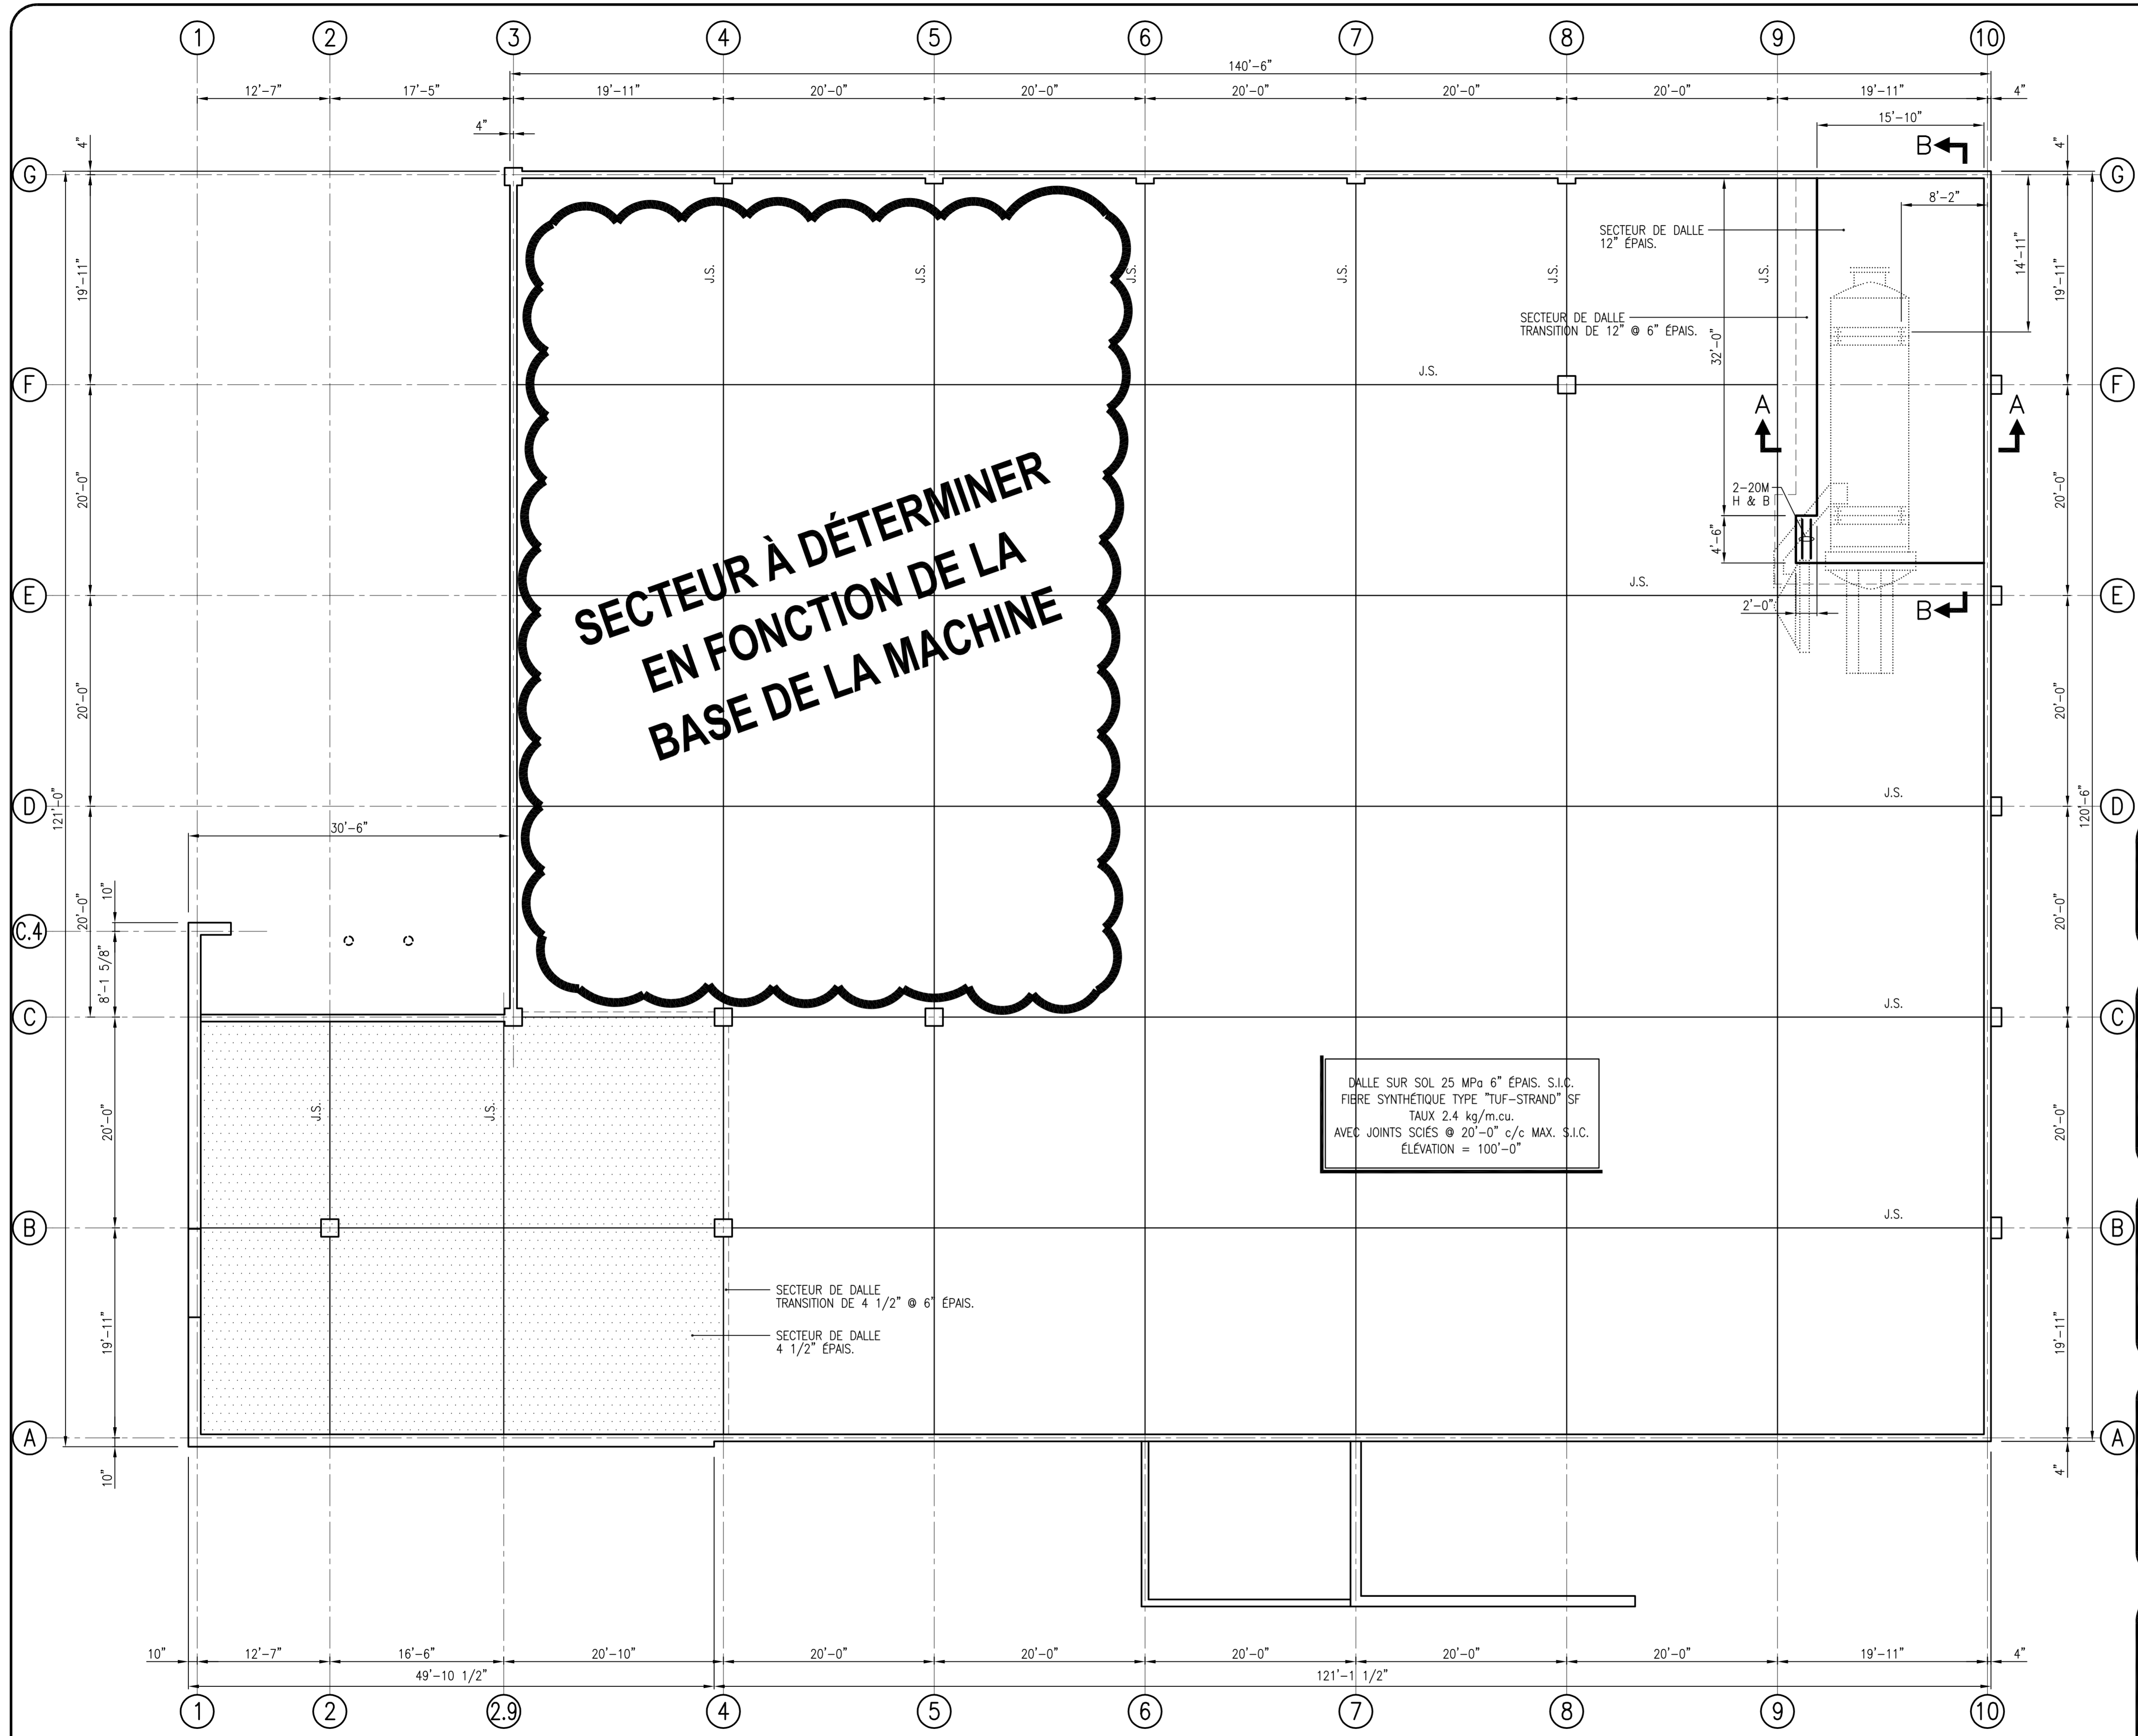 1 2 3 4 5 6 7 8 9 10
140'-6"
12'-7" 17'-5" 19'-11" 20'-0" 20'-0" 20'-0" 20'-0" 20'-0" 19'-11" 4"
4"
15'-10"
B
4"
4"
G
G
8'-2"
SECTEUR DE DALLE
12" ÉPAIS.
14'-11"
19'-11"
19'-11"
J.S. J.S. J.S. J.S. J.S. J.S.
SECTEUR DE DALLE
TRANSITION DE 12" @ 6" ÉPAIS.
32'-0"
J.S.
F
F
A
A
SECTEUR À DÉTERMINER
EN FONCTION DE LA
BASE DE LA MACHINE
20'-0"
20'-0"
2-20M
H & B
4'-6"
J.S.
E
E
2'-0"
B
20'-0"
20'-0"
J.S.
D
D
121'-0"
120'-6"
30'-6"
10"
20'-0"
20'-0"
C.4
8'-1 5/8"
J.S.
C
C
DALLE SUR SOL 25 MPa 6" ÉPAIS. S.I.C.
FIBRE SYNTHÉTIQUE TYPE "TUF-STRAND" SF
TAUX 2.4 kg/m.cu.
AVEC JOINTS SCIÉS @ 20'-0" c/c MAX. S.I.C.
ÉLÉVATION = 100'-0"
J.S. J.S.
20'-0"
20'-0"
J.S.
B
B
SECTEUR DE DALLE
TRANSITION DE 4 1/2" @ 6" ÉPAIS.
SECTEUR DE DALLE
4 1/2" ÉPAIS.
19'-11"
19'-11"
A
A
10"
4"
10" 12'-7" 16'-6" 20'-10" 20'-0" 20'-0" 20'-0" 20'-0" 20'-0" 19'-11" 4"
49'-10 1/2" 121'-1 1/2"
1 2 2.9 4 5 6 7 8 9 10